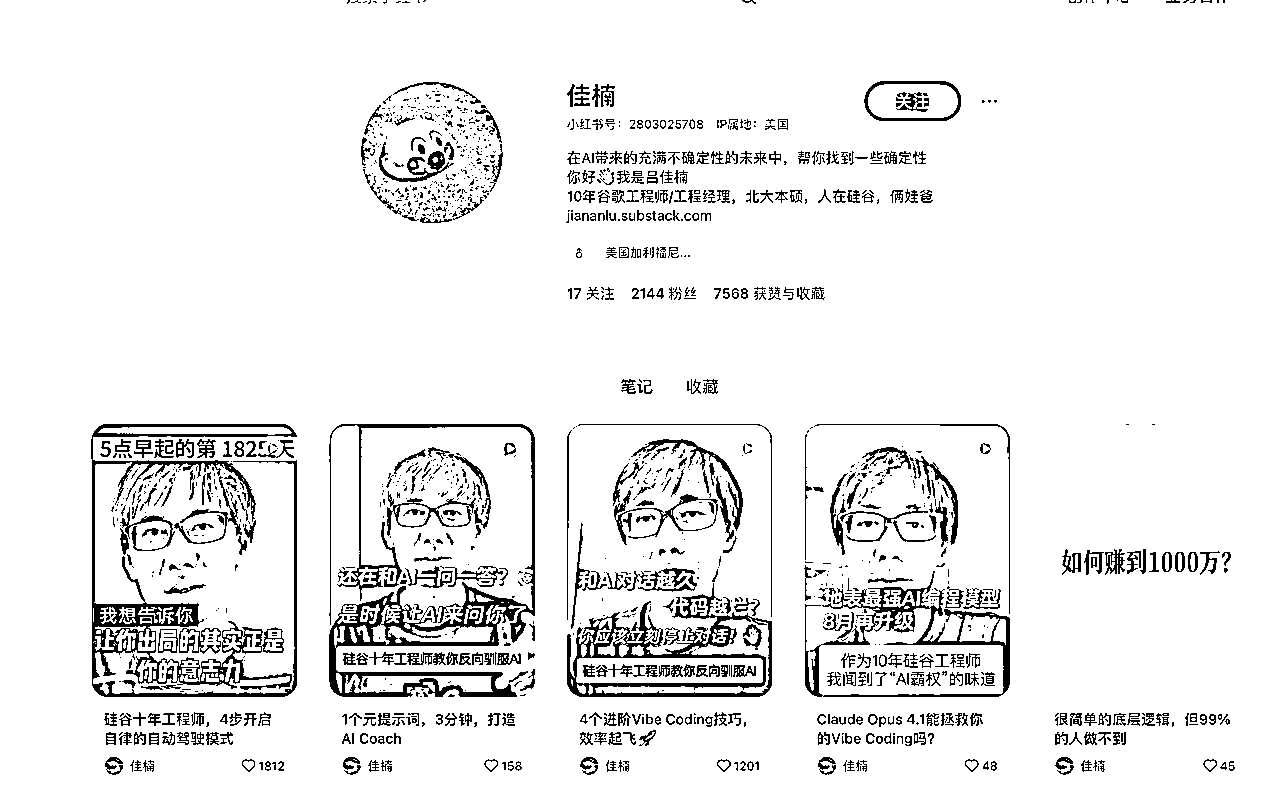 佳楠
关注
小红书号：2803025708 IP属地：美国
在AI带来的充满不确定性的未来中，帮你找到一些确定性
你好👋我是吕佳楠
10年谷歌工程师/工程经理，北大本硕，人在硅谷，俩娃爸
jiananlu.substack.com
美国加利福尼...
17 关注 2144 粉丝 7568 获赞与收藏
笔记 收藏
5点早起的第 1825天
我想告诉你
让你出局的其实正是
你的意志力
硅谷十年工程师，4步开启
自律的自动驾驶模式
佳楠 1812
还在和AI一问一答？
是时候让AI来问你了
硅谷十年工程师教你反向驯服AI
1个元提示词，3分钟，打造
AI Coach
佳楠 158
和AI对话越久
代码越烂？
你应该立刻停止对话！
硅谷十年工程师教你反向驯服AI
4个进阶Vibe Coding技巧，
效率起飞🚀
佳楠 1201
地表最强AI编程模型
8月再升级
作为10年硅谷工程师
我闻到了“AI霸权”的味道
Claude Opus 4.1能拯救你
的Vibe Coding吗？
佳楠 48
如何赚到1000万？
很简单的底层逻辑，但99%
的人做不到
佳楠 45